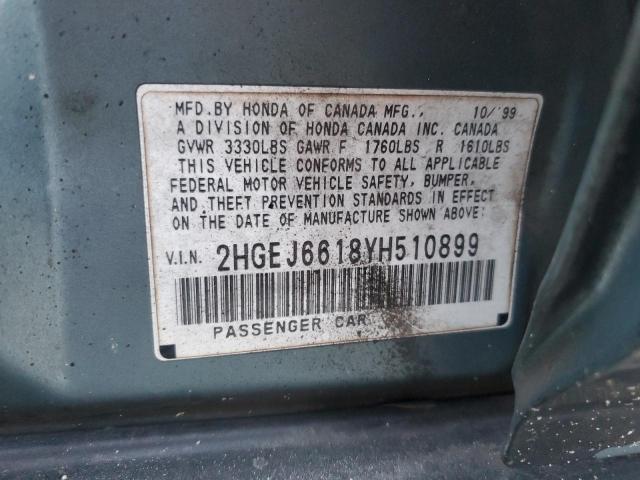 MFD.BY HONDA OF CANADA MFG., 10/'99
A DIVISION OF HONDA CANADA INC. CANADA
GVWR 3330LBS GAWR F 1760LBS R 1610LBS
THIS VEHICLE CONFORMS TO ALL APPLICABLE
FEDERAL MOTOR VEHICLE SAFETY, BUMPER,
AND THEFT PREVENTION STANDARDS IN EFFECT
ON THE DATE OF MANUFACTURE SHOWN ABOVE:
V.I.N. 2HGEJ6618YH510899
PASSENGER CAR